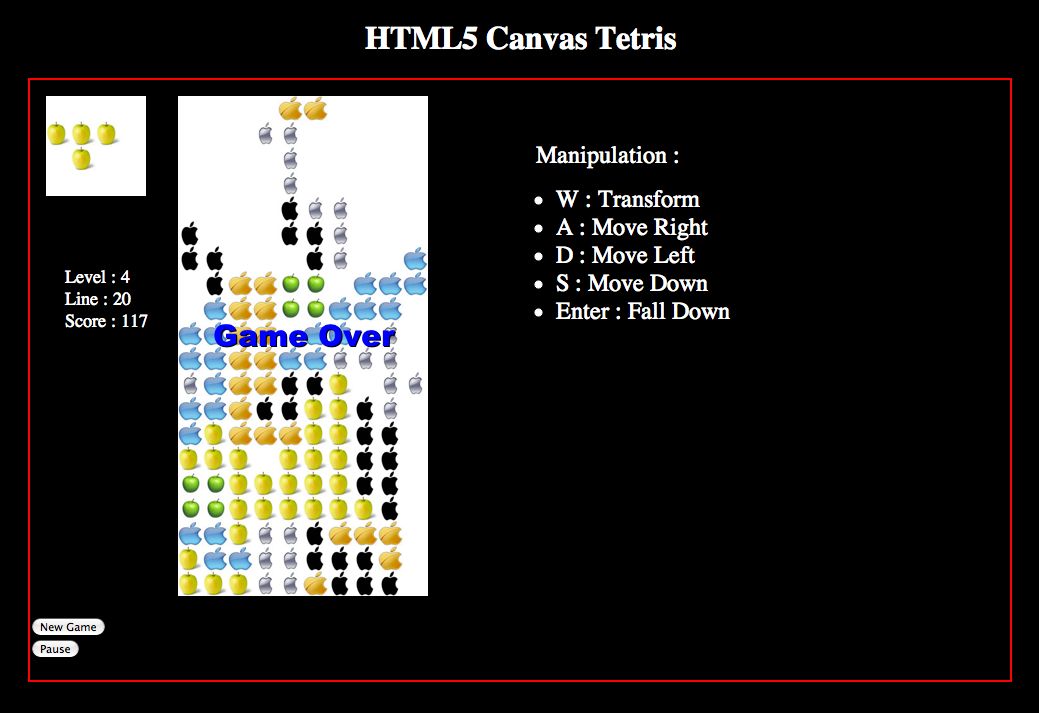 HTML5 Canvas Tetris
Manipulation :
W : Transform
A : Move Right
D : Move Left
S : Move Down
Enter : Fall Down
Level : 4
Line : 20
Score : 117
Game Over
New Game
Pause